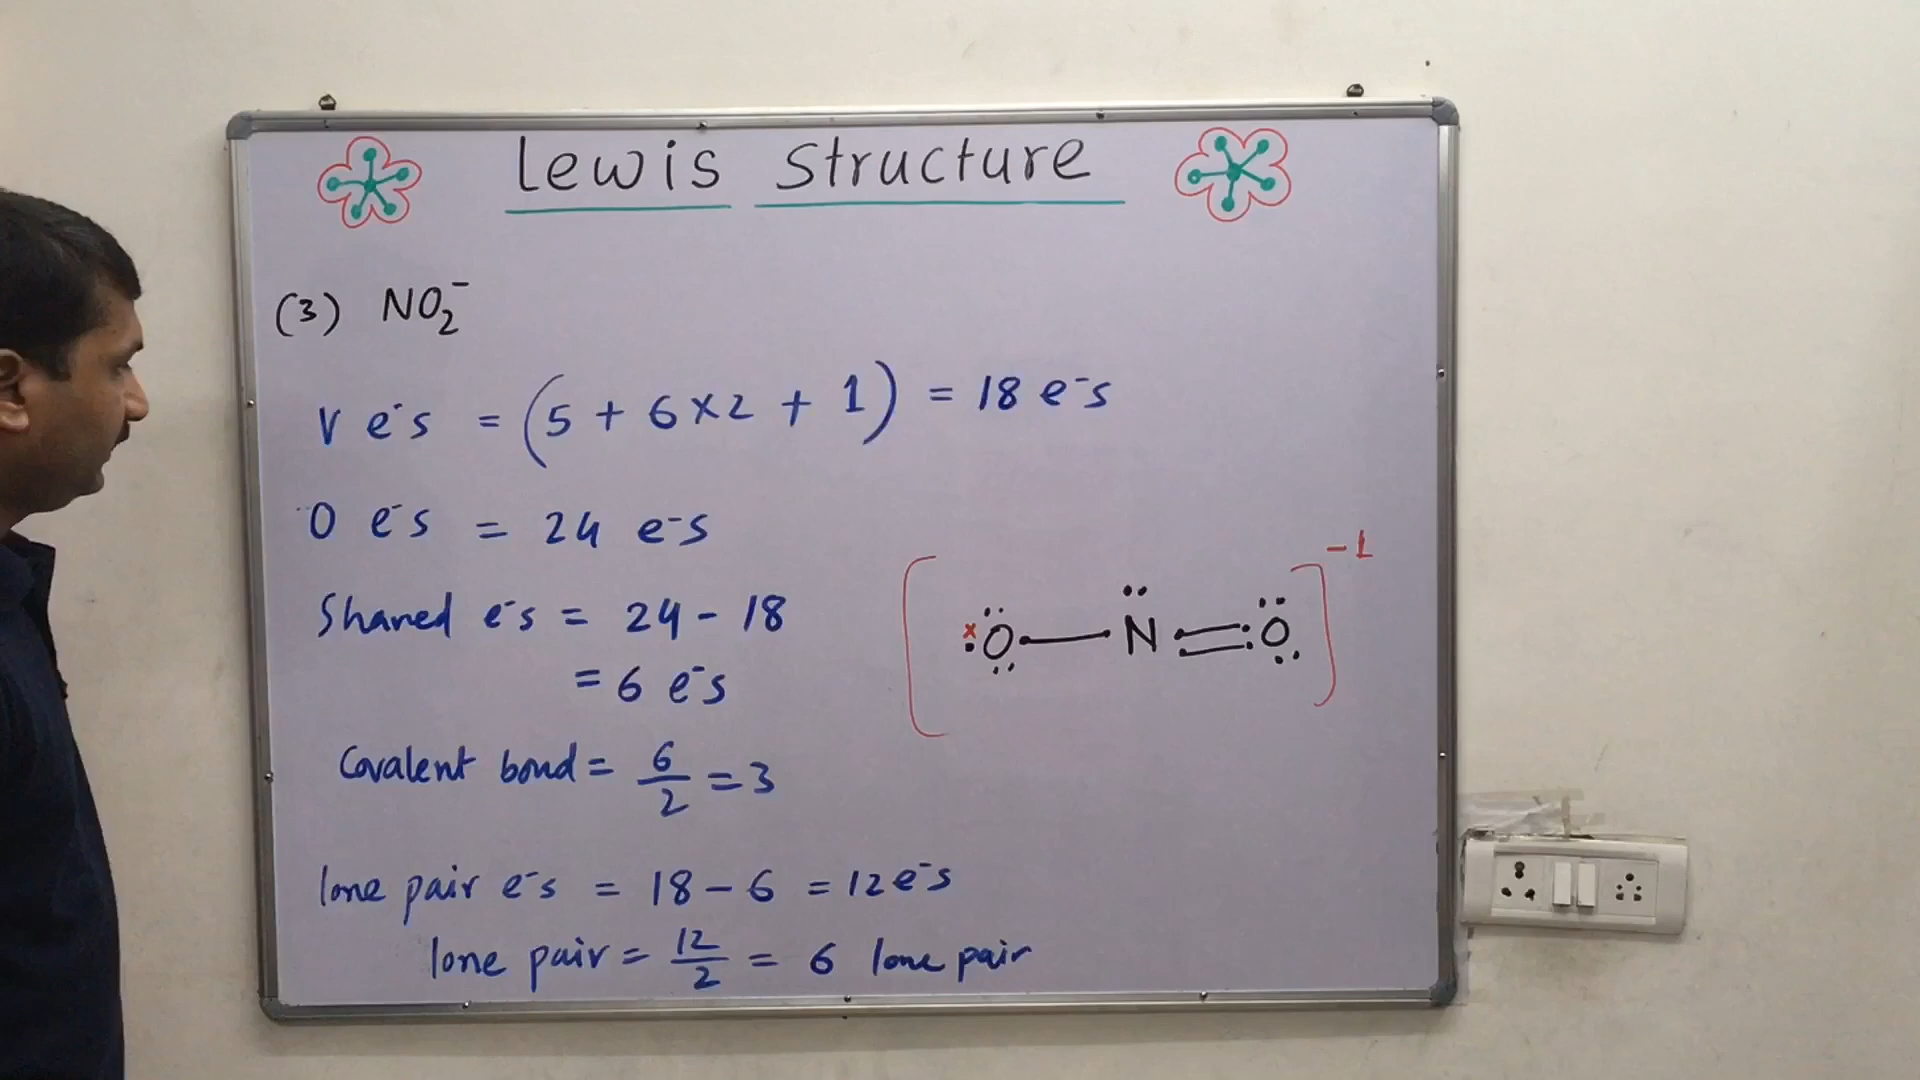 Lewis Structure
(3) NO₂⁻
V e⁻s = (5 + 6×2 + 1) = 18 e⁻s
O e⁻s = 24 e⁻s
Shared e⁻s = 24 - 18
= 6 e⁻s
[:Ö — N̈ = Ö:]⁻¹
Covalent bond = 6/2 = 3
lone pair e⁻s = 18 - 6 = 12 e⁻s
lone pair = 12/2 = 6 lone pair